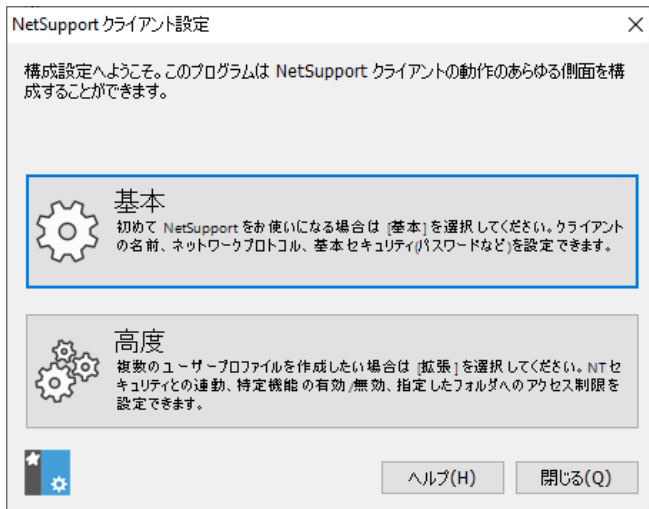 NetSupport クライアント設定
構成設定へようこそ。このプログラムは NetSupport クライアントの動作のあらゆる側面を構
成することができます。
基本
初めて NetSupport をお使いになる場合は [基本] を選択してください。クライアント
の名前、ネットワークプロトコル、基本セキュリティ(パスワードなど)を設定できます。
高度
複数のユーザープロファイルを作成したい場合は [拡張] を選択してください。NTセ
キュリティとの連動、特定機能の有効/無効、指定したフォルダへのアクセス制限を
設定できます。
ヘルプ(H)
閉じる(Q)